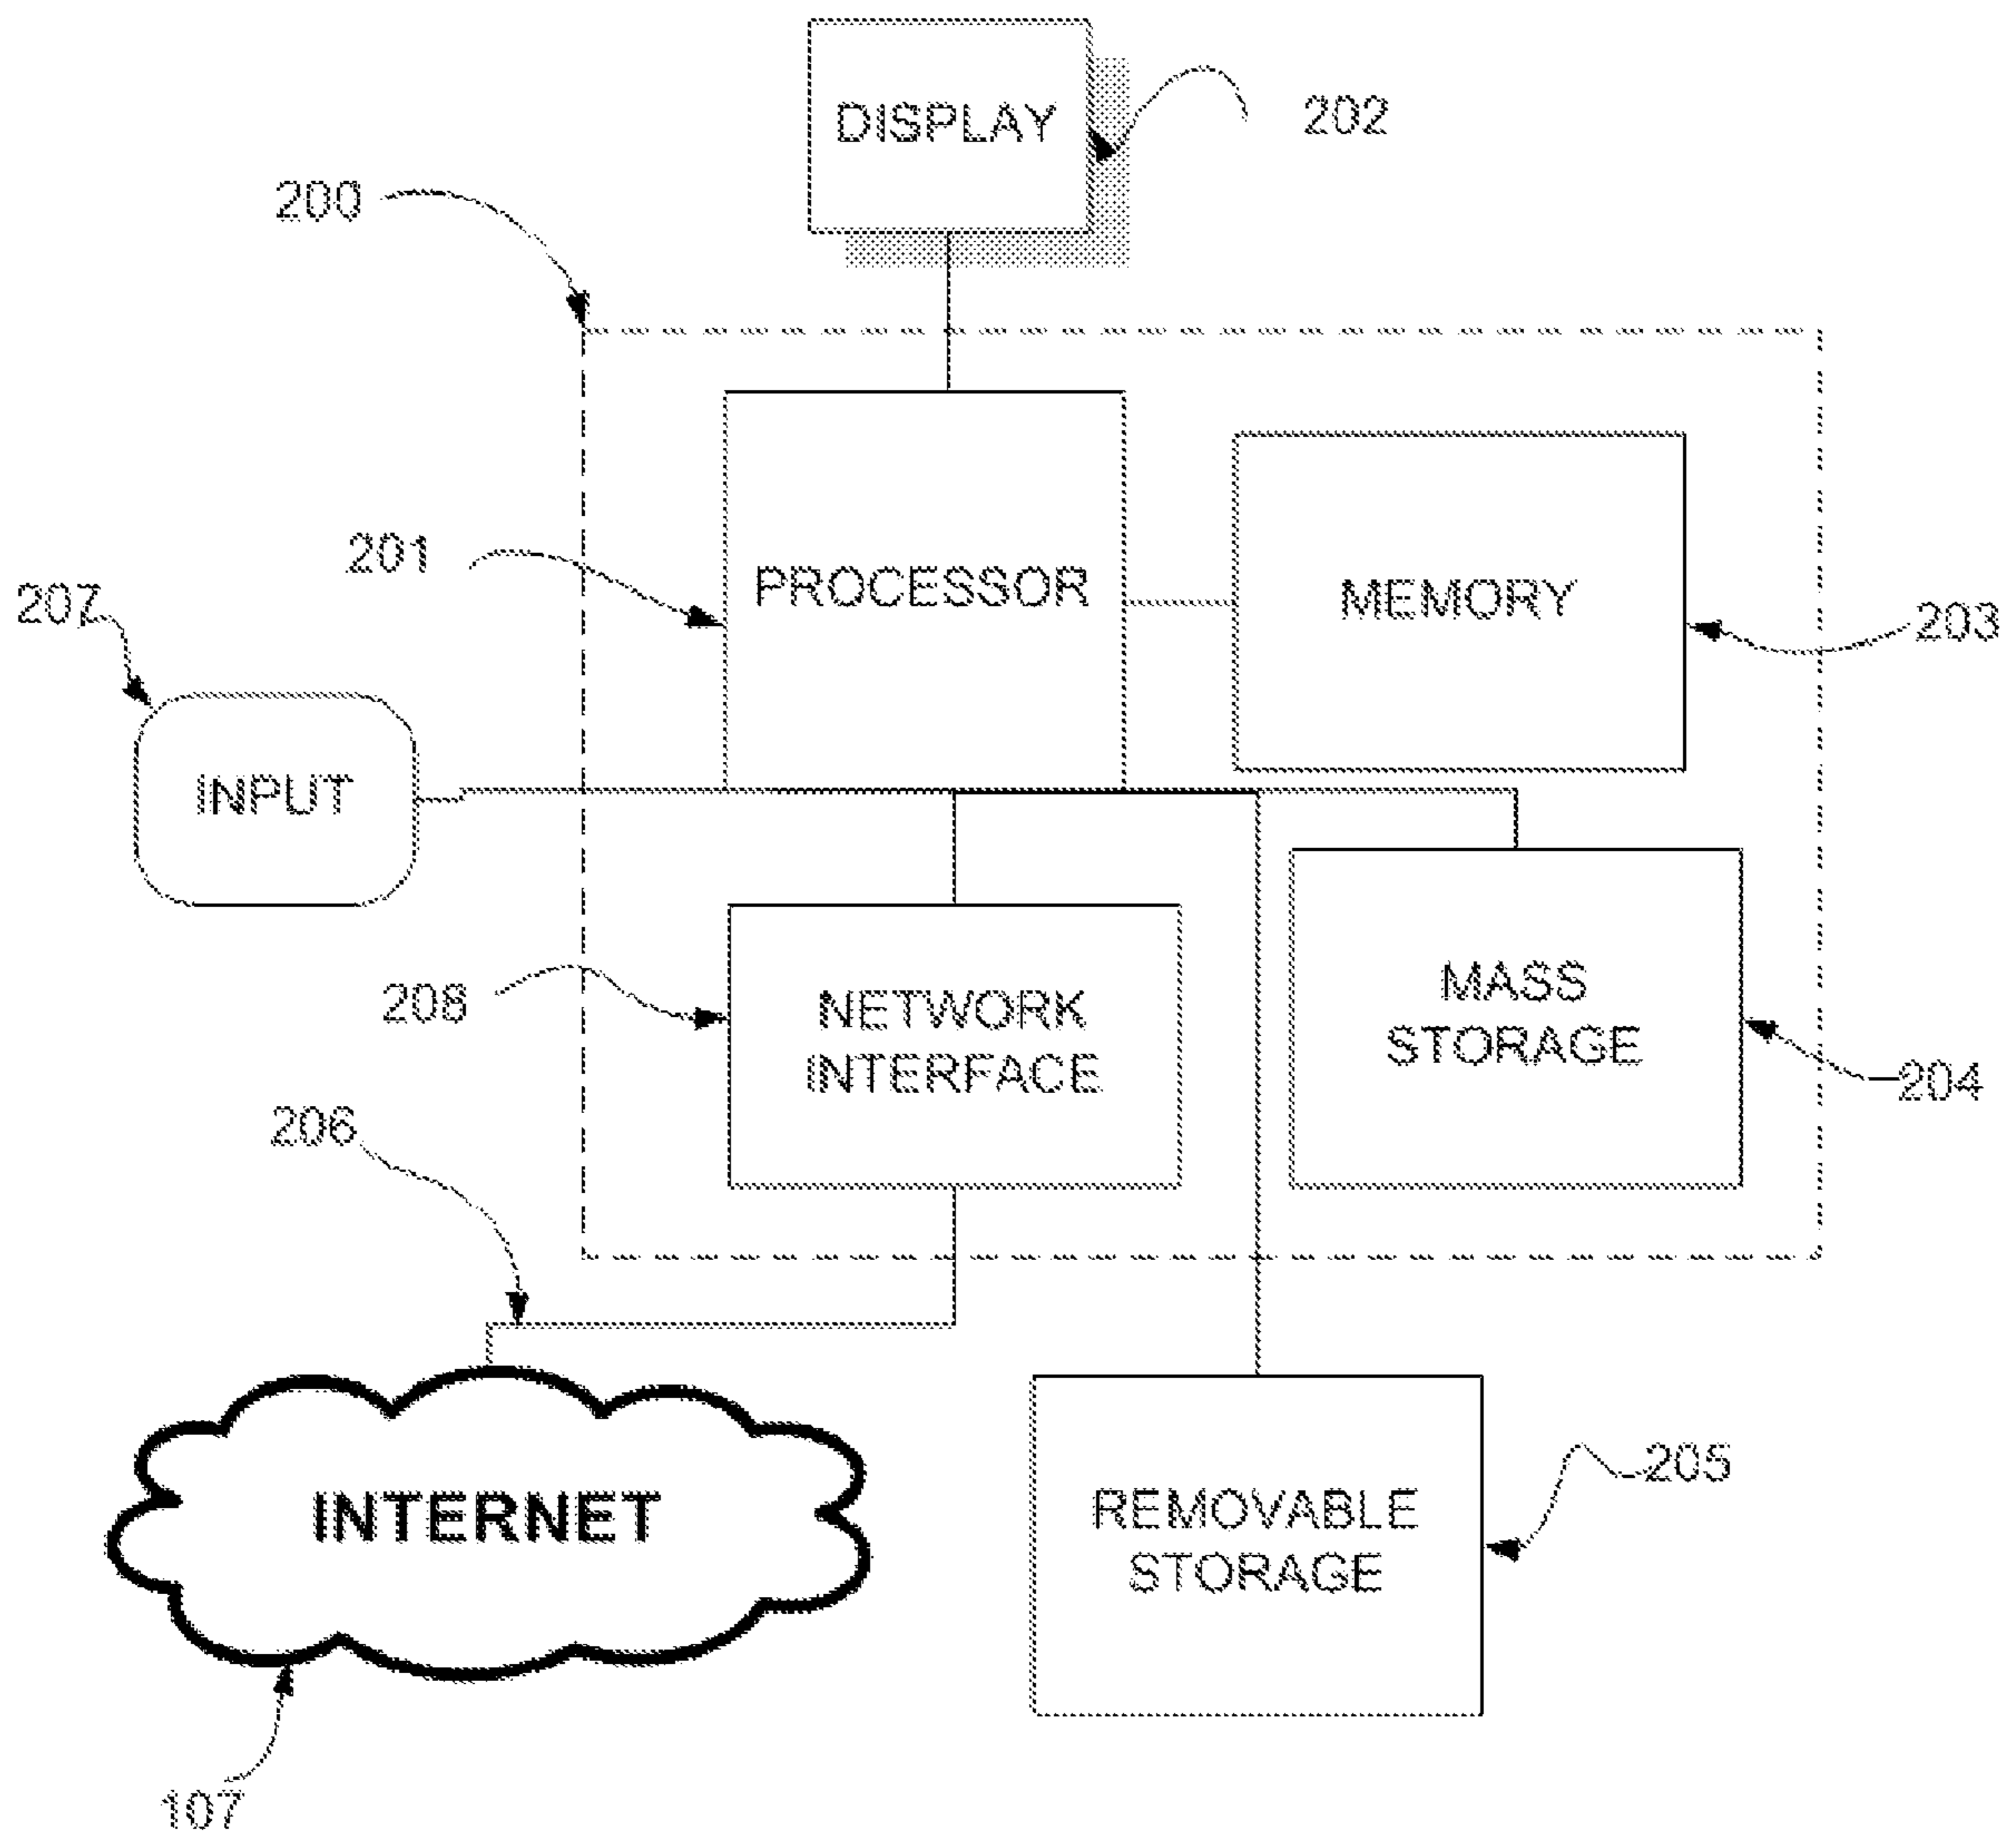 DISPLAY
202
200
201
PROCESSOR
MEMORY
203
207
INPUT
208
NETWORK
INTERFACE
MASS
STORAGE
204
206
INTERNET
REMOVABLE
STORAGE
205
107